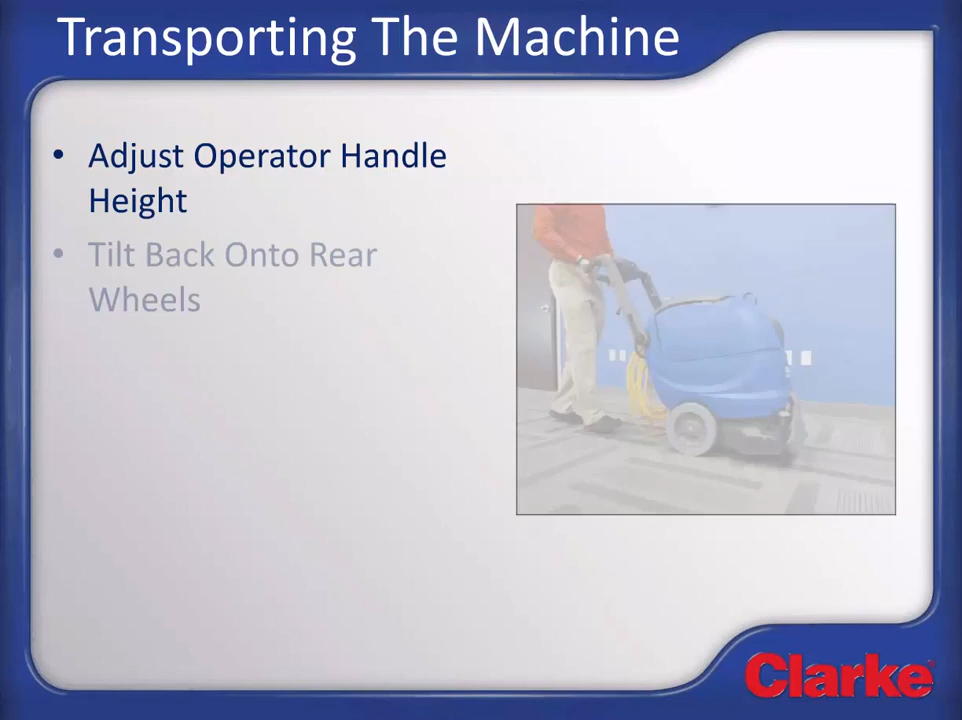 Transporting The Machine
• Adjust Operator Handle
Height
• Tilt Back Onto Rear
Wheels
Clarke